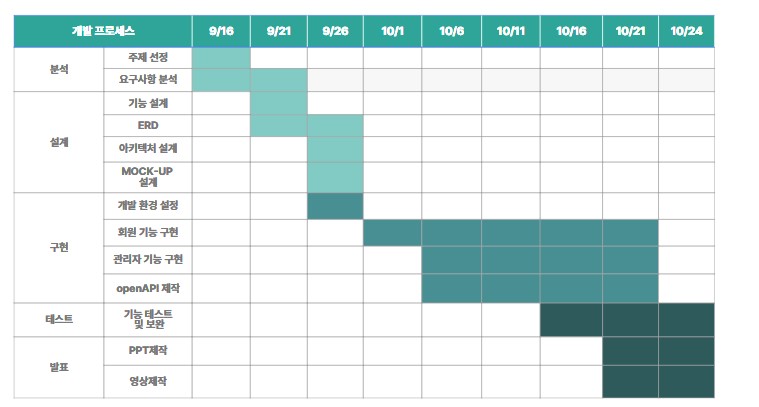 개발 프로세스 9/16 9/21 9/26 10/1 10/6 10/11 10/16 10/21 10/24
분석
주제 선정
요구사항 분석
설계
기능 설계
ERD
아키텍처 설계
MOCK-UP
설계
구현
개발 환경 설정
회원 기능 구현
관리자 기능 구현
openAPI 제작
테스트
기능 테스트
및 보완
발표
PPT제작
영상제작